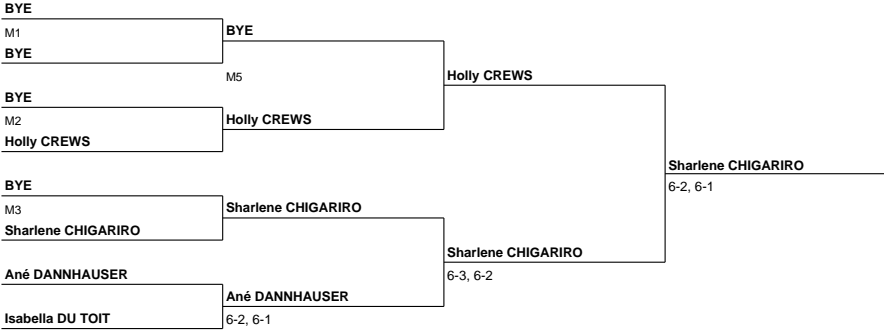 BYE
M1
BYE
BYE
M5
BYE
M2
Holly CREWS
Holly CREWS
Holly CREWS
BYE
M3
Sharlene CHIGARIRO
Sharlene CHIGARIRO
Ané DANNHAUSER
Isabella DU TOIT
Ané DANNHAUSER
6-2, 6-1
Sharlene CHIGARIRO
6-3, 6-2
Sharlene CHIGARIRO
6-2, 6-1